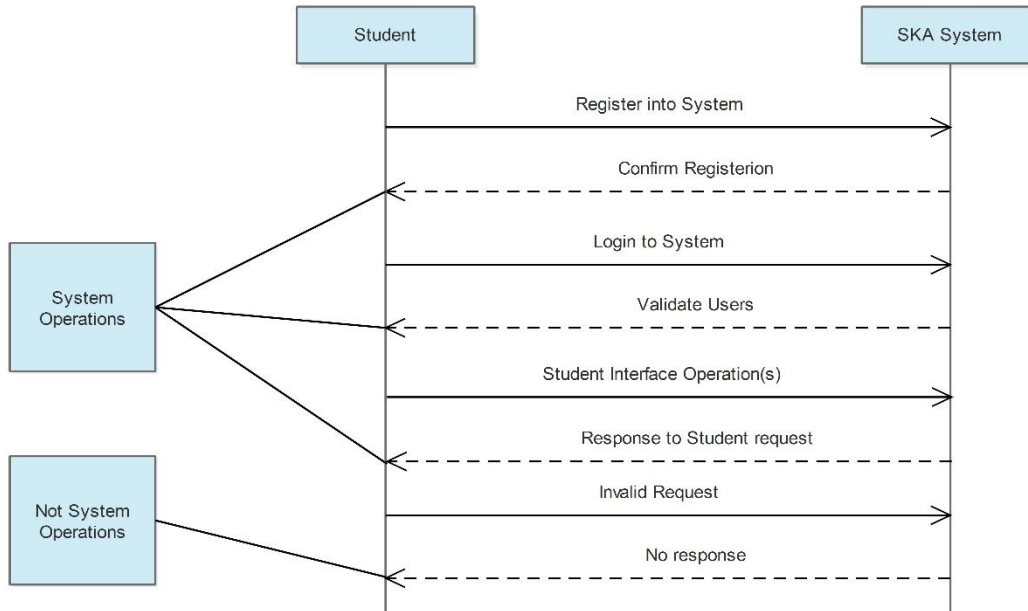 Student
SKA System
Register into System
Confirm Registerion
Login to System
System
Operations
Validate Users
Student Interface Operation(s)
Response to Student request
Invalid Request
Not System
Operations
No response